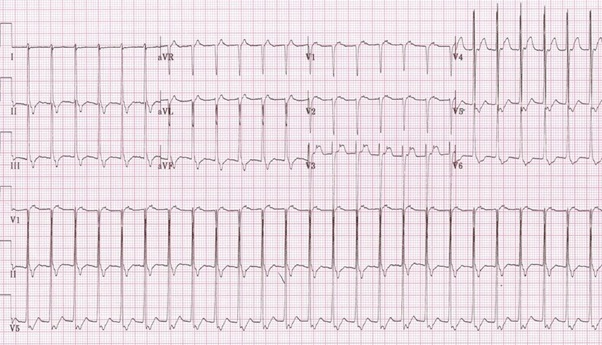 I aVR V1 V4
II aVL V2 V5
III aVF V3 V6
V1
II
V5